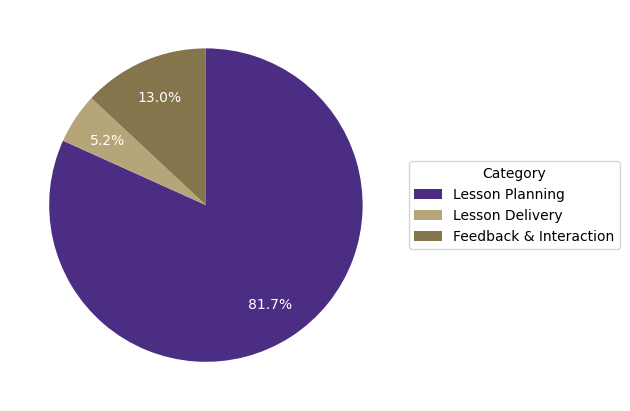 13.0%
5.2%
81.7%
Category
Lesson Planning
Lesson Delivery
Feedback & Interaction